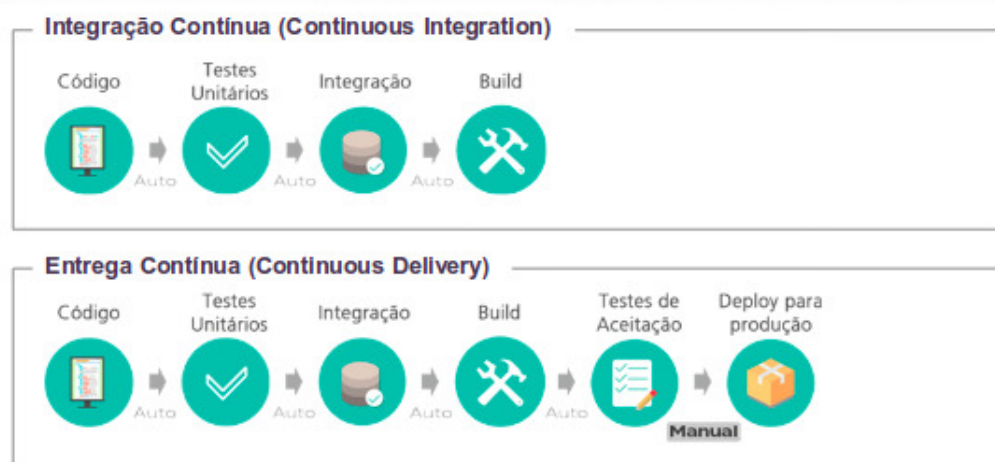 Integração Contínua (Continuous Integration)
Código
Testes
Unitários
Integração
Build
Auto
Auto
Auto
Entrega Contínua (Continuous Delivery)
Código
Testes
Unitários
Integração
Build
Testes de
Aceitação
Deploy para
produção
Auto
Auto
Auto
Auto
Manual